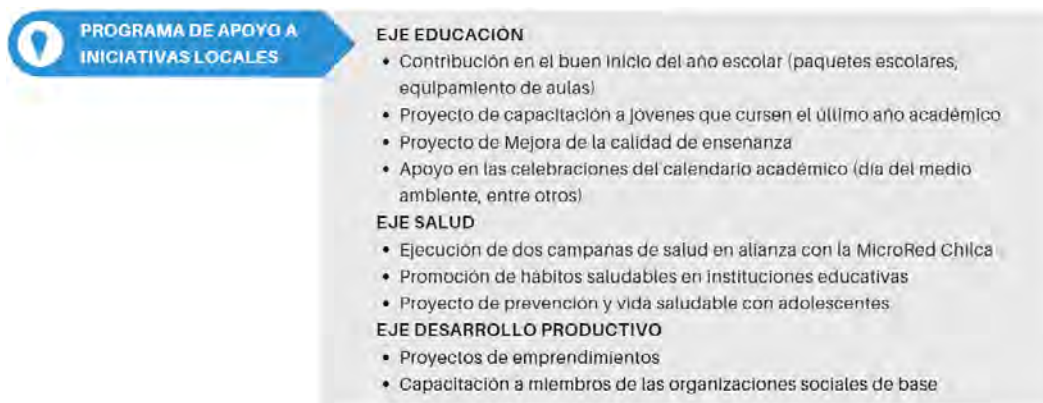 PROGRAMA DE APOYO A
INICIATIVAS LOCALES
EJE EDUCACIÓN
• Contribución en el buen inicio del año escolar (paquetes escolares,
equipamiento de aulas)
• Proyecto de capacitación a jóvenes que cursen el último año académico
• Proyecto de Mejora de la calidad de enseñanza
• Apoyo en las celebraciones del calendario académico (día del medio
ambiente, entre otros)
EJE SALUD
• Ejecución de dos campañas de salud en alianza con la MicroRed Chilca
• Promoción de hábitos saludables en instituciones educativas
• Proyecto de prevención y vida saludable con adolescentes
EJE DESARROLLO PRODUCTIVO
• Proyectos de emprendimientos
• Capacitación a miembros de las organizaciones sociales de base